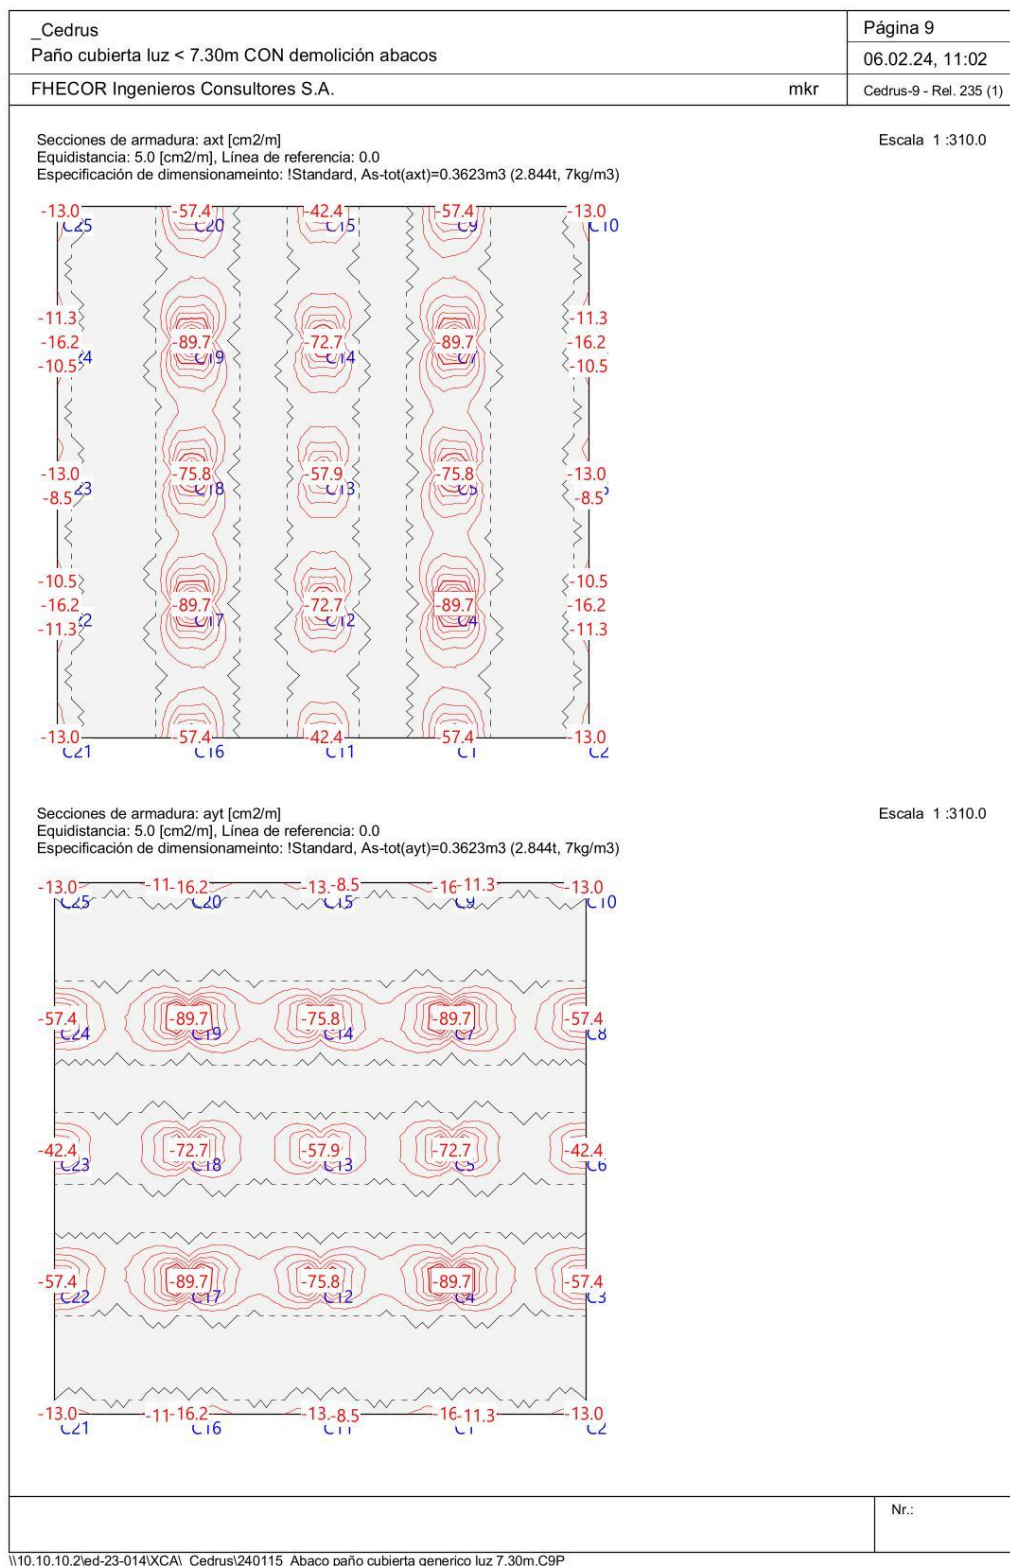 _Cedrus
Página 9
Paño cubierta luz < 7.30m CON demolición abacos
06.02.24, 11:02
FHECOR Ingenieros Consultores S.A.
mkr
Cedrus-9 - Rel. 235 (1)
Secciones de armadura: axt [cm2/m]
Escala 1 :310.0
Equidistancia: 5.0 [cm2/m], Línea de referencia: 0.0
Especificación de dimensionameinto: !Standard, As-tot(axt)=0.3623m3 (2.844t, 7kg/m3)
-13.0 -57.4 -42.4 -57.4 -13.0
C25 C20 C15 C9 C10
-11.3 -11.3
-16.2 -89.7 -72.7 -89.7 -16.2
C19 C14 C7
-10.5 -10.5
-13.0 -75.8 -57.9 -75.8 -13.0
C18 C13 C5
-8.5 -8.5
-10.5 -10.5
-16.2 -89.7 -72.7 -89.7 -16.2
C17 C12 C4
-11.3 -11.3
-13.0 -57.4 -42.4 -57.4 -13.0
C21 C16 C11 C1 C2
Secciones de armadura: ayt [cm2/m]
Escala 1 :310.0
Equidistancia: 5.0 [cm2/m], Línea de referencia: 0.0
Especificación de dimensionameinto: !Standard, As-tot(ayt)=0.3623m3 (2.844t, 7kg/m3)
-13.0 -11 -16.2 -13. -8.5 -16 -11.3 -13.0
C25 C20 C15 C9 C10
-57.4 -89.7 -75.8 -89.7 -57.4
C24 C19 C14 C7 C8
-42.4 -72.7 -57.9 -72.7 -42.4
C23 C18 C13 C5 C6
-57.4 -89.7 -75.8 -89.7 -57.4
C22 C17 C12 C4 C3
-13.0 -11 -16.2 -13. -8.5 -16 -11.3 -13.0
C21 C16 C11 C1 C2
Nr.:
\\10.10.10.2\ed-23-014\XCA\_Cedrus\240115_Abaco paño cubierta generico luz 7.30m.C9P